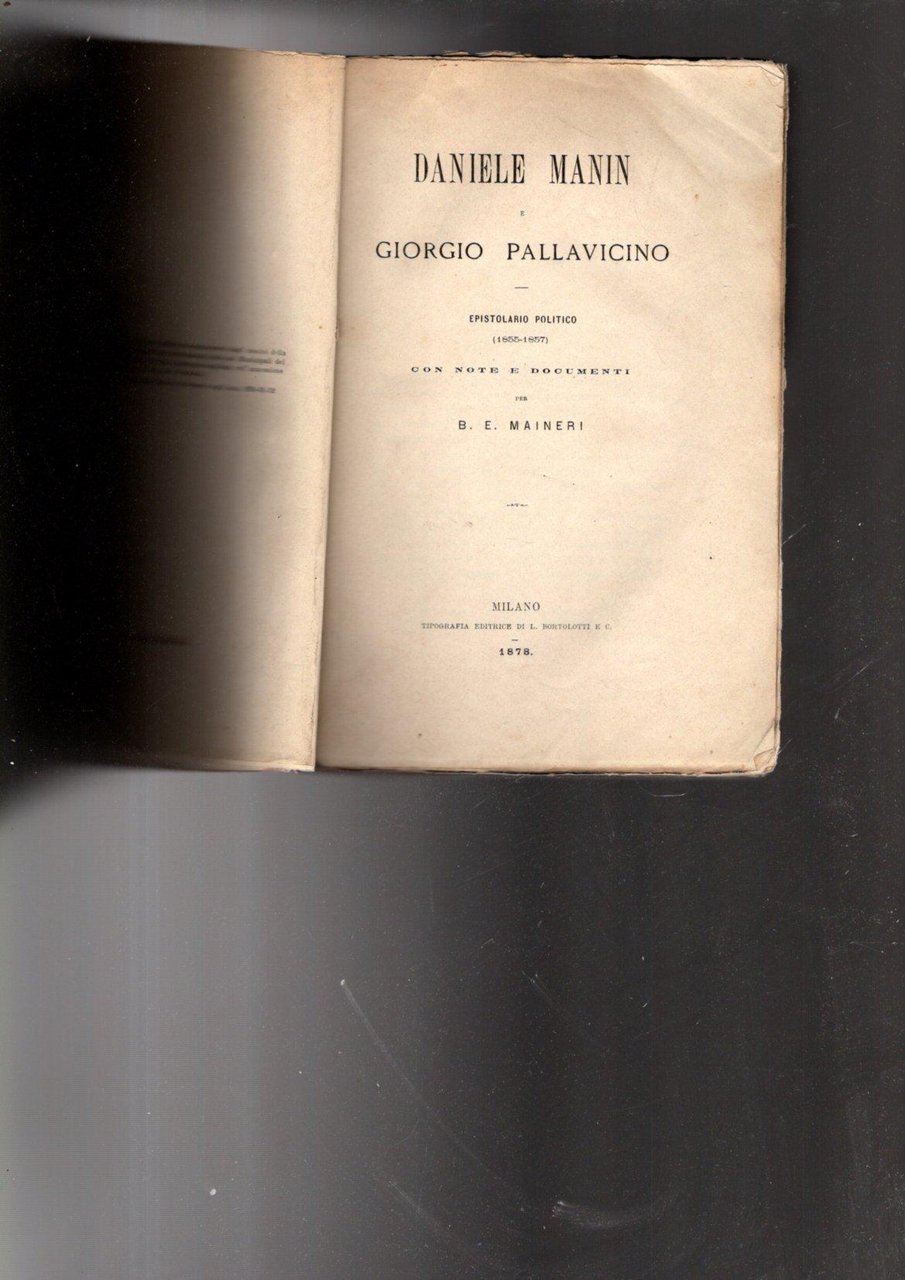 DANIELE MANIN
E
GIORGIO PALLAVICINO
EPISTOLARIO POLITICO
(1855-1857)
CON NOTE E DOCUMENTI
PER
B. E. MAINERI
MILANO
TIPOGRAFIA EDITRICE DI L. BORTOLOTTI E C.
1878.